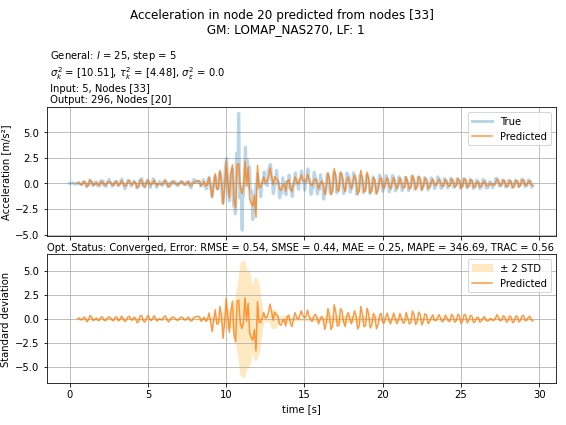 Acceleration in node 20 predicted from nodes [33]
GM: LOMAP_NAS270, LF: 1
General: l = 25, step = 5
σ²ₖ = [10.51], τ²ₖ = [4.48], σ²ε = 0.0
Input: 5, Nodes [33]
Output: 296, Nodes [20]
True
Predicted
5.0
2.5
0.0
−2.5
−5.0
Acceleration [m/s²]
Opt. Status: Converged, Error: RMSE = 0.54, SMSE = 0.44, MAE = 0.25, MAPE = 346.69, TRAC = 0.56
± 2 STD
Predicted
5.0
2.5
0.0
−2.5
−5.0
Standard deviation
0 5 10 15 20 25 30
time [s]